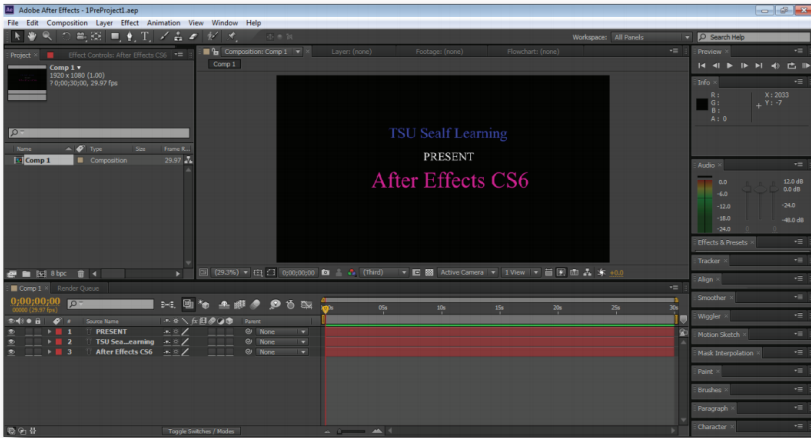 Adobe After Effects - 1PreProject1.aep
File Edit Composition Layer Effect Animation View Window Help
Workspace: All Panels
Search Help
Project
Effect Controls: After Effects CS6
Composition: Comp 1
Layer: (none)
Footage: (none)
Flowchart: (none)
Preview
Comp 1
1920 x 1080 (1.00)
0;00;30;00, 29.97 fps
Comp 1
Info
R:
G:
B:
A: 0
X: 2033
Y: -7
TSU Sealf Learning
PRESENT
After Effects CS6
Name Type Size Frame R...
Comp 1 Composition 29.97
Audio
0.0
-6.0
-12.0
-18.0
-24.0
12.0 dB
0.0 dB
-24.0
-48.0 dB
Effects & Presets
Tracker
Align
Smoother
Wiggler
Motion Sketch
Mask Interpolation
Paint
Brushes
Paragraph
Character
8 bpc
(29.2%) 0;00;00;00 (Third) Active Camera 1 View +0.0
Comp 1 Render Queue
0;00;00;00
00000 (29.97 fps)
05s 10s 15s 20s 25s 30s
# Source Name Parent
1 PRESENT None
2 TSU Sea...earning None
3 After Effects CS6 None
Toggle Switches / Modes